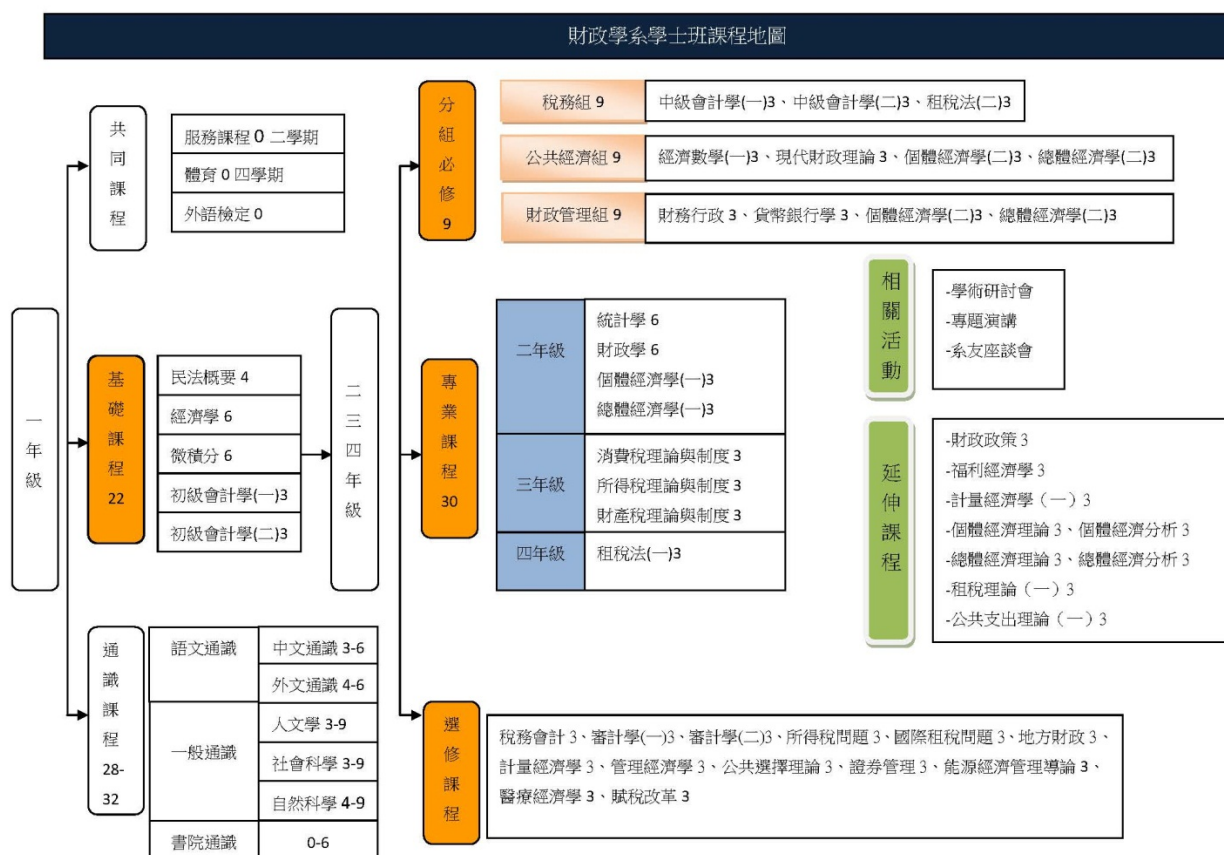 財政學系學士班課程地圖
一年級
共同課程
服務課程 0 二學期
體育 0 四學期
外語檢定 0
基礎課程 22
民法概要 4
經濟學 6
微積分 6
初級會計學(一)3
初級會計學(二)3
通識課程 28-32
語文通識
中文通識 3-6
外文通識 4-6
一般通識
人文學 3-9
社會科學 3-9
自然科學 4-9
書院通識
0-6
二三四年級
分組必修 9
稅務組 9
中級會計學(一)3、中級會計學(二)3、租稅法(二)3
公共經濟組 9
經濟數學(一)3、現代財政理論 3、個體經濟學(二)3、總體經濟學(二)3
財政管理組 9
財務行政 3、貨幣銀行學 3、個體經濟學(二)3、總體經濟學(二)3
專業課程 30
二年級
統計學 6
財政學 6
個體經濟學(一)3
總體經濟學(一)3
三年級
消費稅理論與制度 3
所得稅理論與制度 3
財產稅理論與制度 3
四年級
租稅法(一)3
相關活動
-學術研討會
-專題演講
-系友座談會
延伸課程
-財政政策 3
-福利經濟學 3
-計量經濟學（一）3
-個體經濟理論 3、個體經濟分析 3
-總體經濟理論 3、總體經濟分析 3
-租稅理論（一）3
-公共支出理論（一）3
選修課程
稅務會計 3、審計學(一)3、審計學(二)3、所得稅問題 3、國際租稅問題 3、地方財政 3、
計量經濟學 3、管理經濟學 3、公共選擇理論 3、證券管理 3、能源經濟管理導論 3、
醫療經濟學 3、賦稅改革 3